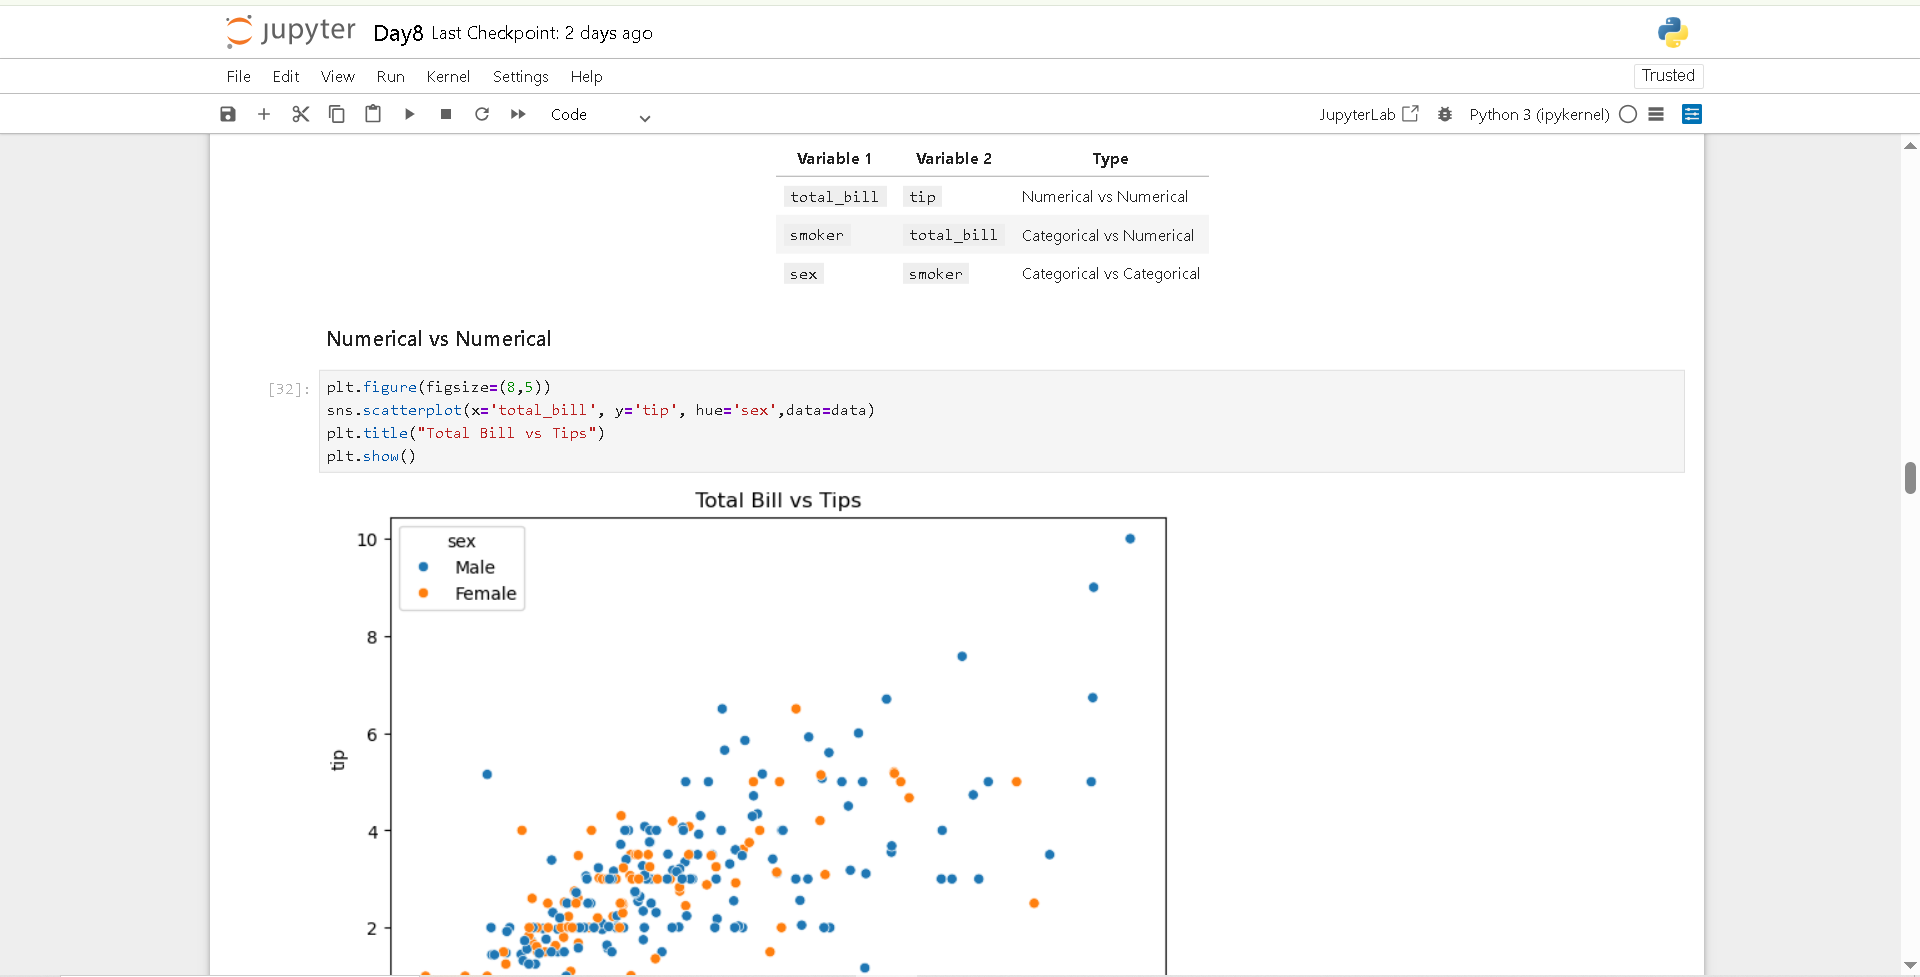 jupyter Day8 Last Checkpoint: 2 days ago
File Edit View Run Kernel Settings Help
Trusted
Code
JupyterLab
Python 3 (ipykernel)
Variable 1 Variable 2 Type
total_bill tip Numerical vs Numerical
smoker total_bill Categorical vs Numerical
sex smoker Categorical vs Categorical
Numerical vs Numerical
[32]:
plt.figure(figsize=(8,5))
sns.scatterplot(x='total_bill', y='tip', hue='sex',data=data)
plt.title("Total Bill vs Tips")
plt.show()
Total Bill vs Tips
sex
Male
Female
10
8
6
4
2
tip